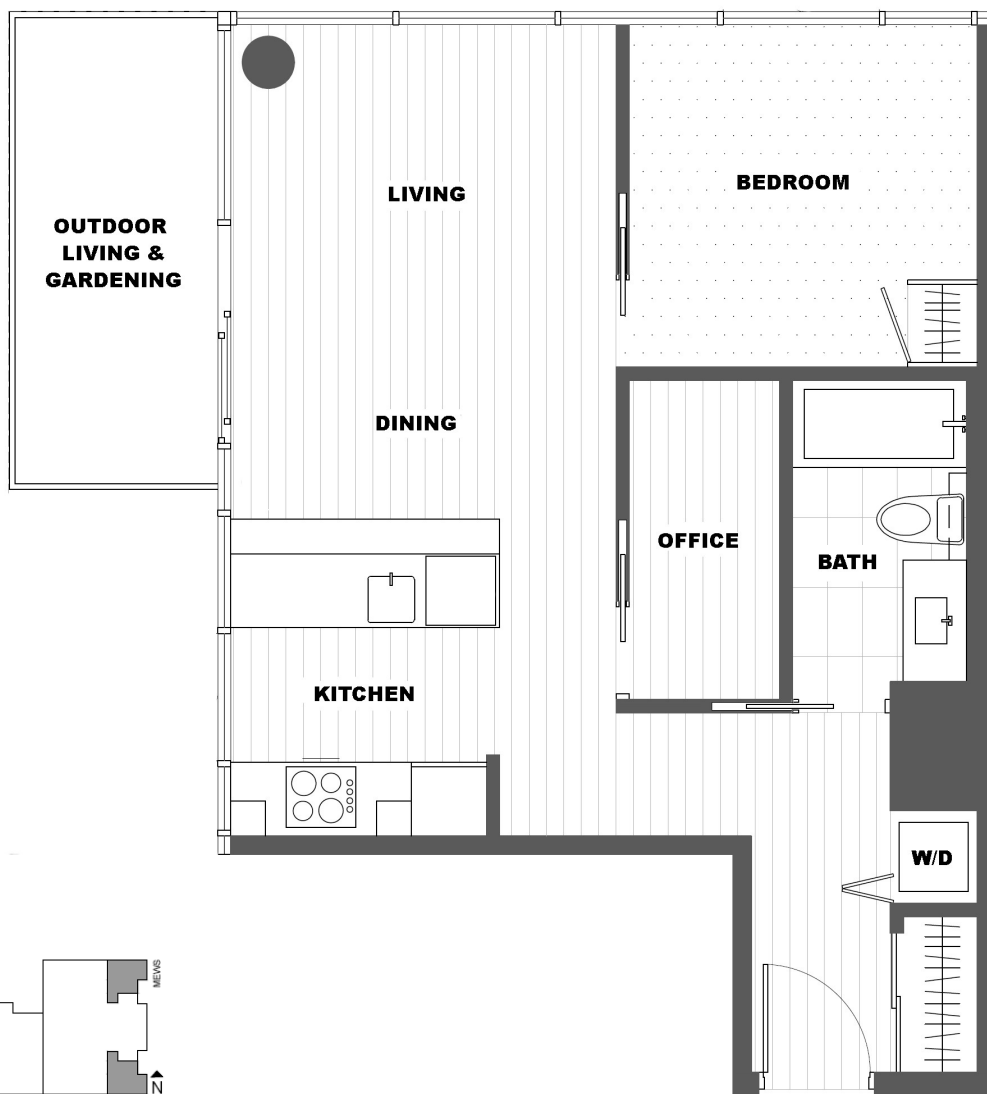 LIVING
BEDROOM
OUTDOOR
LIVING &
GARDENING
DINING
OFFICE
BATH
KITCHEN
W/D
MEWS
N